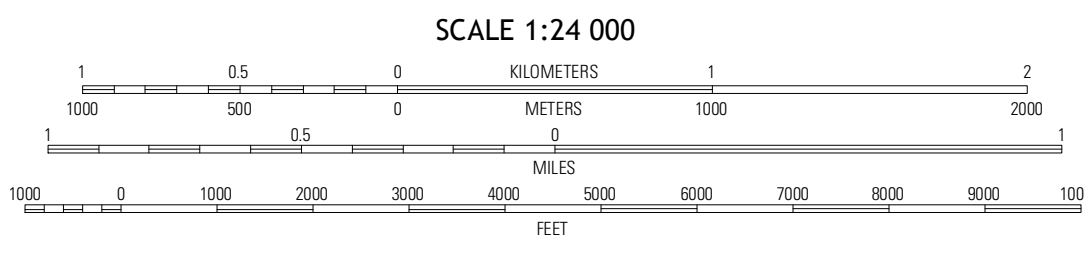 SCALE 1:24 000
1 0.5 0 KILOMETERS 1 2
1000 500 0 METERS 1000 2000
1 0.5 0 1
MILES
1000 0 1000 2000 3000 4000 5000 6000 7000 8000 9000 100
FEET